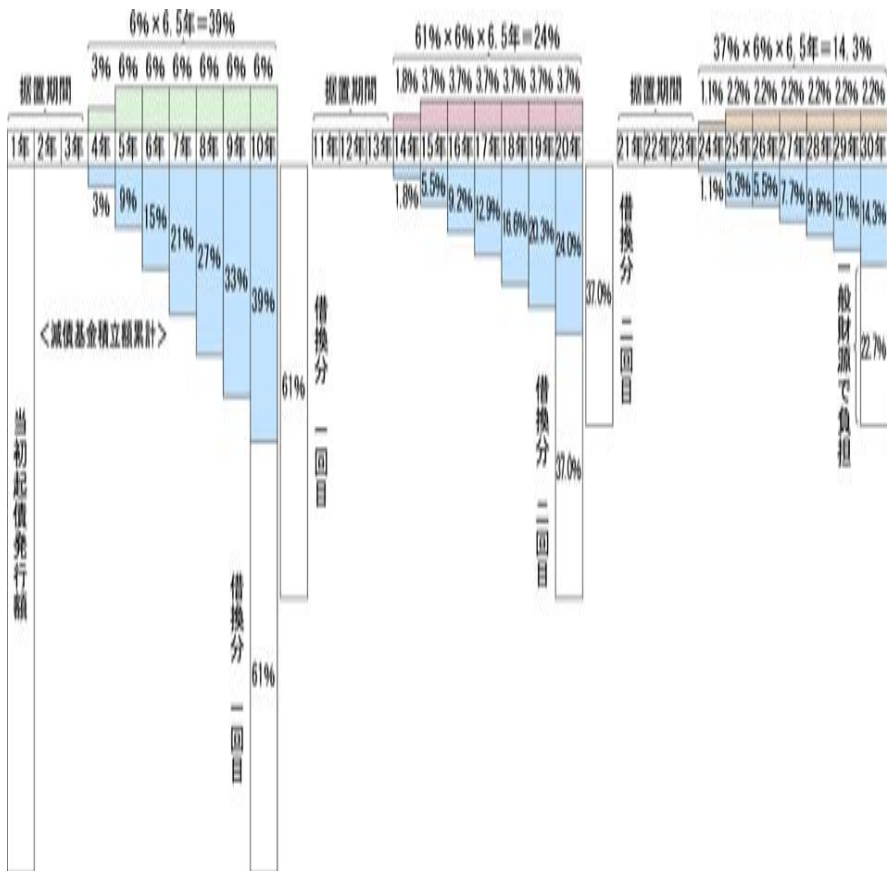 6%×6.5年=39%
3% 6% 6% 6% 6% 6% 6%
据置期間
1年 2年 3年 4年 5年 6年 7年 8年 9年 10年
3% 9% 15% 21% 27% 33% 39%
<減債基金積立額累計>
当初起債発行額
借換分 一回目
61%
61%
借換分 一回目
61%×6%×6.5年=24%
1.8% 3.7% 3.7% 3.7% 3.7% 3.7% 3.7%
据置期間
11年 12年 13年 14年 15年 16年 17年 18年 19年 20年
1.8% 5.5% 9.2% 12.9% 16.6% 20.3% 24.0%
借換分 二回目
37.0%
37.0%
借換分 二回目
37%×6%×6.5年=14.3%
1.1% 2.2% 2.2% 2.2% 2.2% 2.2% 2.2%
据置期間
21年 22年 23年 24年 25年 26年 27年 28年 29年 30年
1.1% 3.3% 5.5% 7.7% 9.9% 12.1% 14.3%
一般財源で負担
22.7%